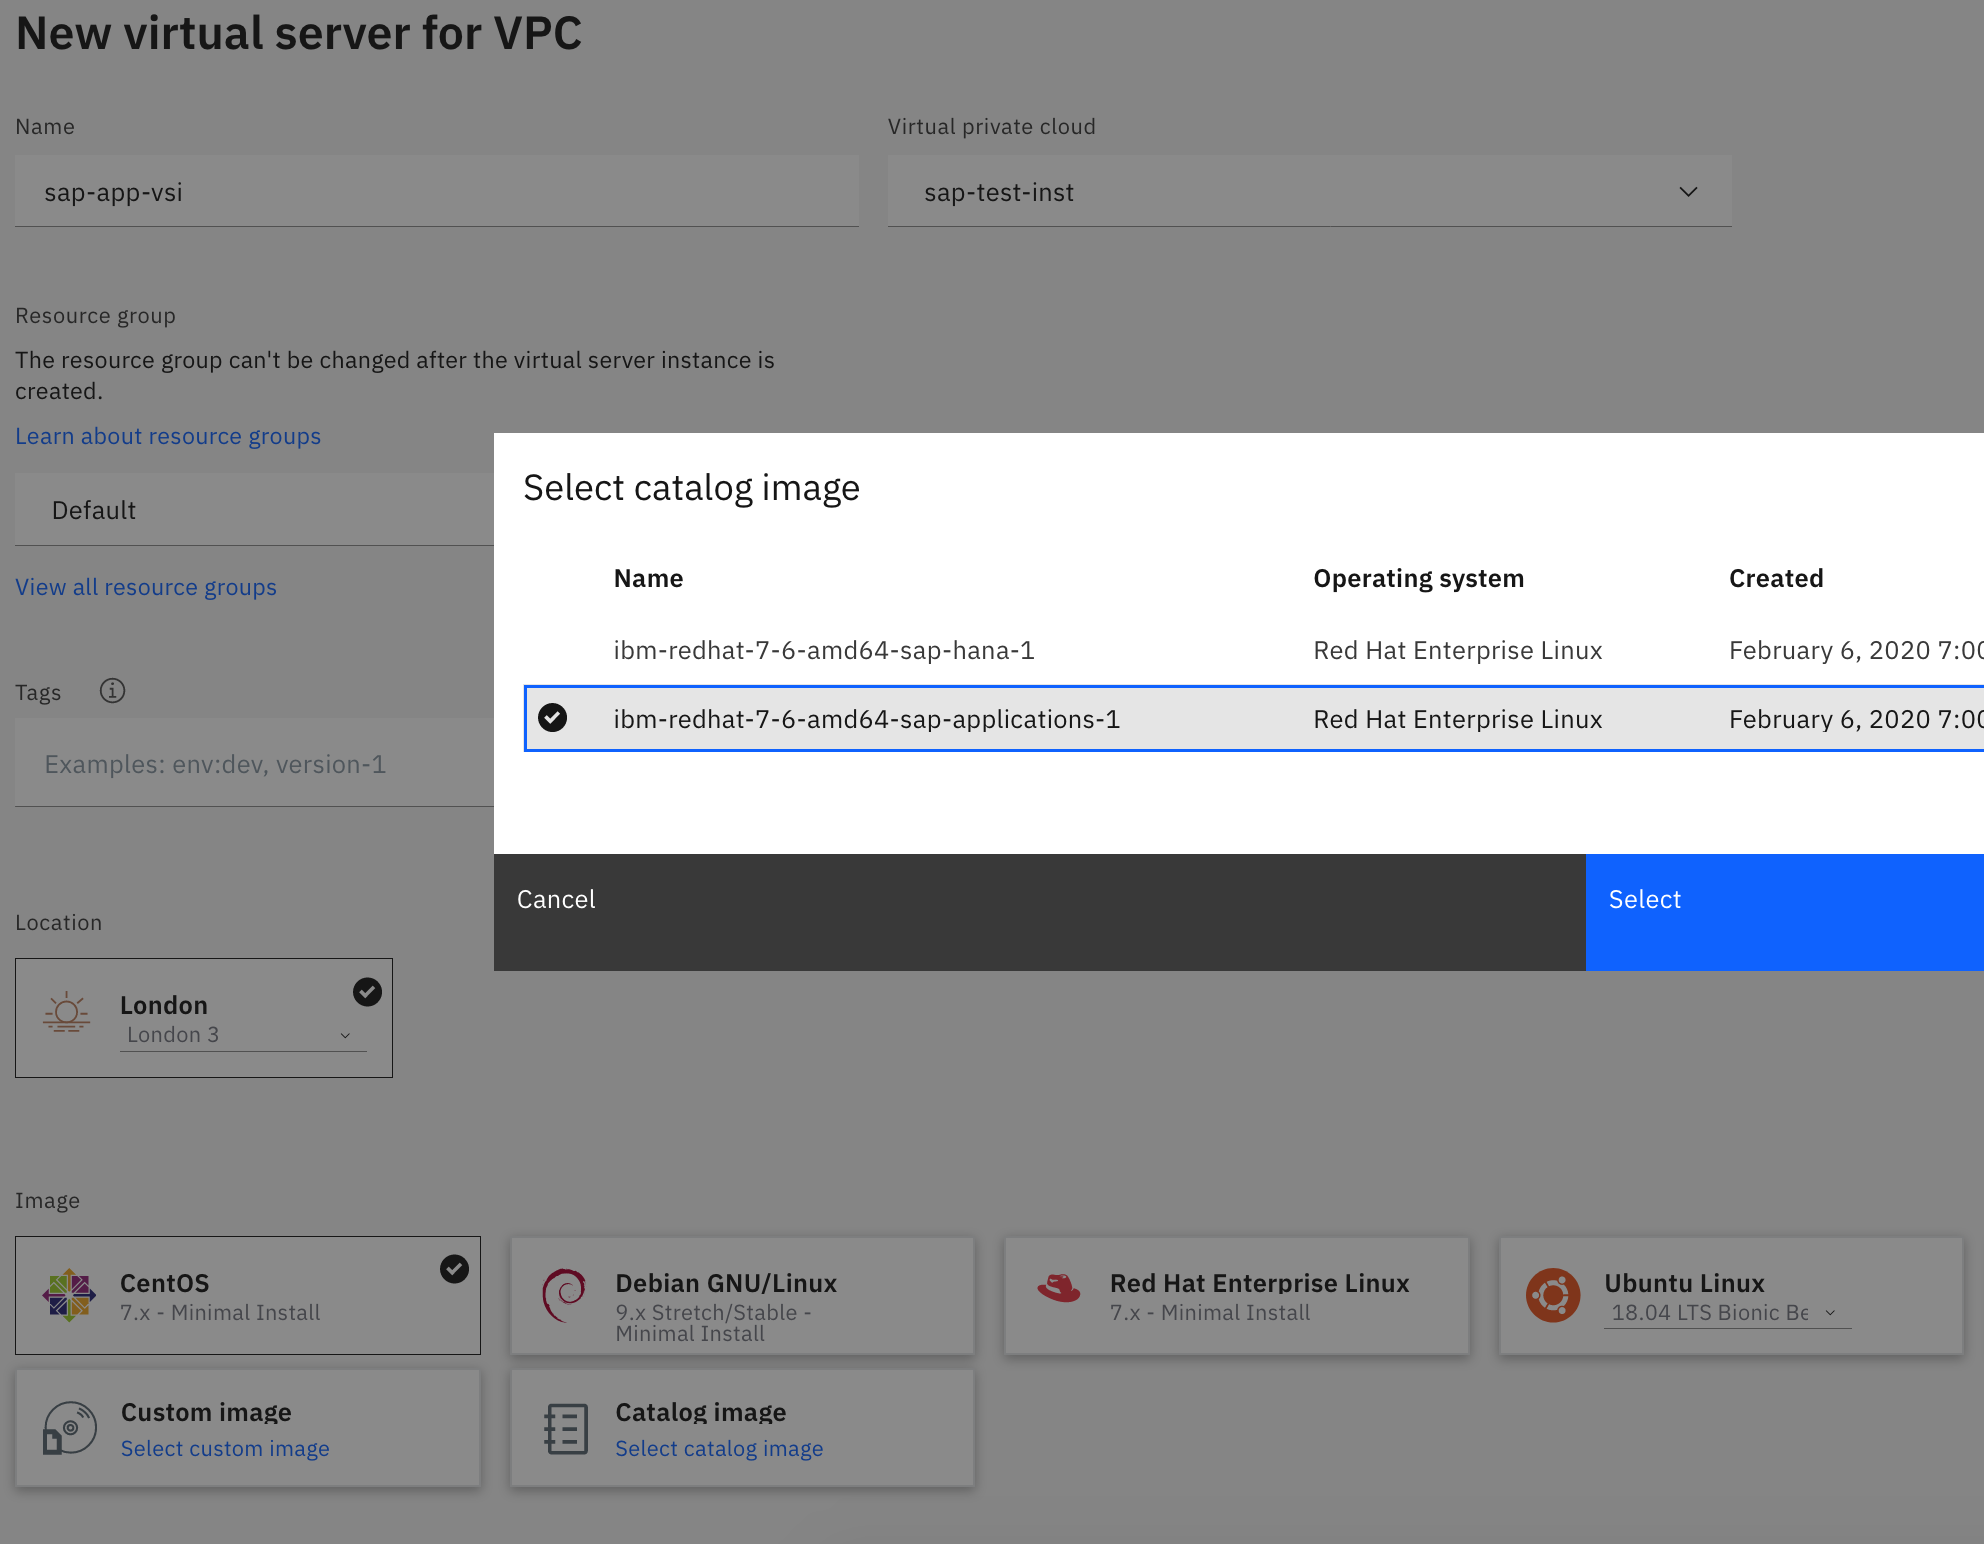 New virtual server for VPC
Name
Virtual private cloud
sap-app-vsi
sap-test-inst
Resource group
The resource group can't be changed after the virtual server instance is
created.
Learn about resource groups
Default
View all resource groups
Tags
Examples: env:dev, version-1
Select catalog image
Name Operating system Created
ibm-redhat-7-6-amd64-sap-hana-1 Red Hat Enterprise Linux February 6, 2020 7:00
ibm-redhat-7-6-amd64-sap-applications-1 Red Hat Enterprise Linux February 6, 2020 7:00
Cancel
Select
Location
London
London 3
Image
CentOS
7.x - Minimal Install
Debian GNU/Linux
9.x Stretch/Stable -
Minimal Install
Red Hat Enterprise Linux
7.x - Minimal Install
Ubuntu Linux
18.04 LTS Bionic Be
Custom image
Select custom image
Catalog image
Select catalog image